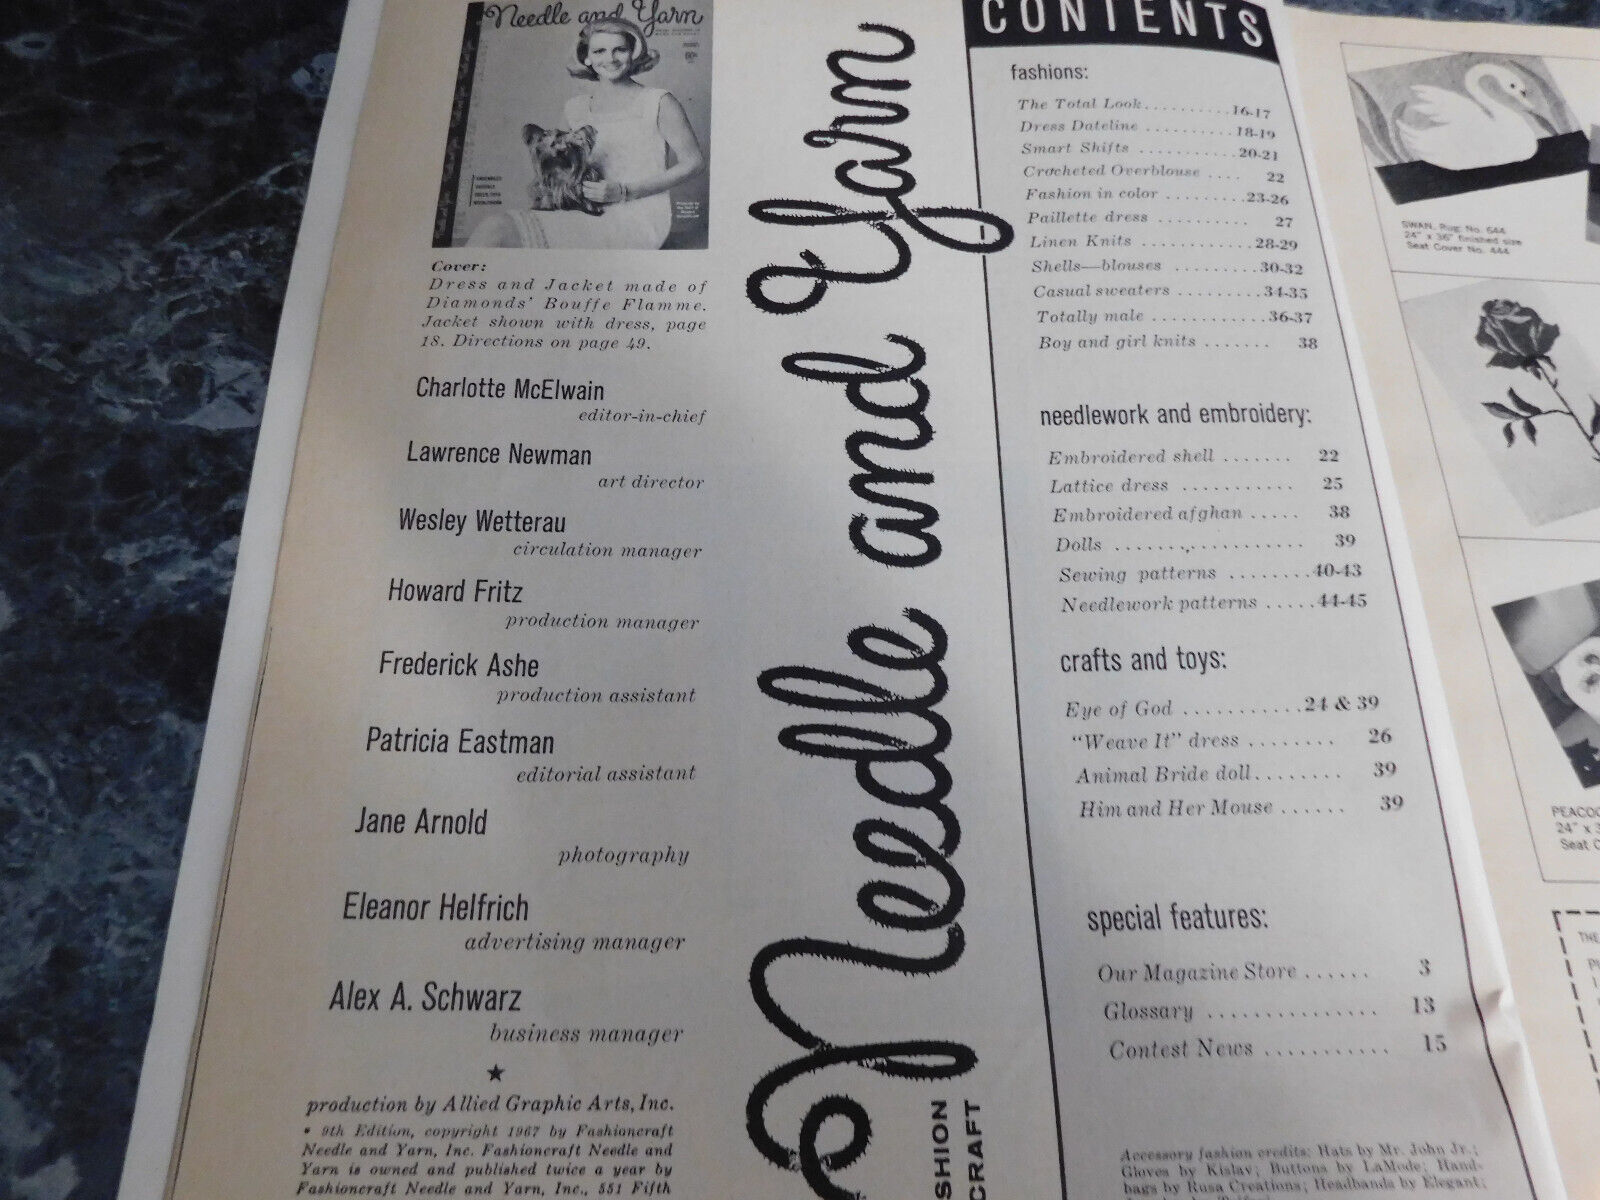 Needle and Yarn
Cover:
Dress and Jacket made of
Diamonds' Bouffe Flamme.
Jacket shown with dress, page
18. Directions on page 49.
Charlotte McElwain
editor-in-chief
Lawrence Newman
art director
Wesley Wetterau
circulation manager
Howard Fritz
production manager
Frederick Ashe
production assistant
Patricia Eastman
editorial assistant
Jane Arnold
photography
Eleanor Helfrich
advertising manager
Alex A. Schwarz
business manager
★
production by Allied Graphic Arts, Inc.
• 9th Edition, copyright 1967 by Fashioncraft
Needle and Yarn, Inc. Fashioncraft Needle and
Yarn is owned and published twice a year by
Fashioncraft Needle and Yarn, Inc., 551 Fifth
Needle and Yarn
SHION
CRAFT
CONTENTS
fashions:
The Total Look..........16-17
Dress Dateline ..........18-19
Smart Shifts ...........20-21
Crocheted Overblouse .... 22
Fashion in color .........23-26
Paillette dress .......... 27
Linen Knits ............28-29
Shells—blouses .........30-32
Casual sweaters .........34-35
Totally male ............36-37
Boy and girl knits ....... 38
needlework and embroidery:
Embroidered shell ....... 22
Lattice dress ........... 25
Embroidered afghan ..... 38
Dolls .................... 39
Sewing patterns ........40-43
Needlework patterns .....44-45
crafts and toys:
Eye of God ...........24 & 39
"Weave It" dress ........ 26
Animal Bride doll........ 39
Him and Her Mouse ...... 39
special features:
Our Magazine Store ...... 3
Glossary ............... 13
Contest News ........... 15
Accessory fashion credits: Hats by Mr. John Jr.;
Gloves by Kislav; Buttons by LaMode; Hand-
bags by Rusa Creations; Headbands by Elegant;
SWAN, Rug No. 644
24" x 36" finished size
Seat Cover No. 444
PEACOC
24" x 3
Seat C
THE